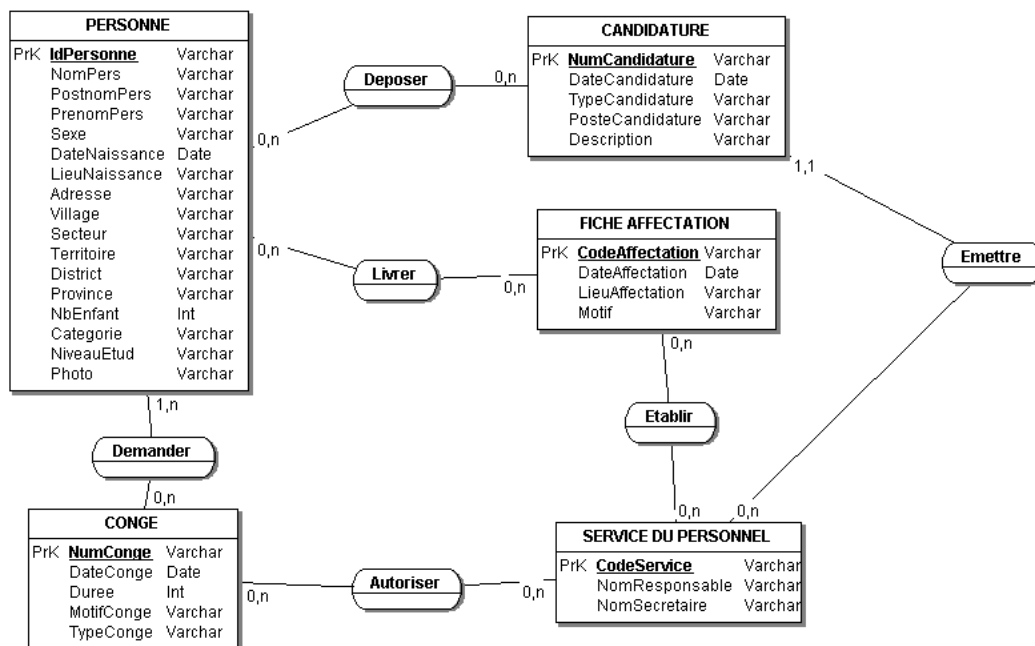 PERSONNE
PrK IdPersonne Varchar
NomPers Varchar
PostnomPers Varchar
PrenomPers Varchar
Sexe Varchar
DateNaissance Date
LieuNaissance Varchar
Adresse Varchar
Village Varchar
Secteur Varchar
Territoire Varchar
District Varchar
Province Varchar
NbEnfant Int
Categorie Varchar
NiveauEtud Varchar
Photo Varchar
0,n
Deposer
0,n
CANDIDATURE
PrK NumCandidature Varchar
DateCandidature Date
TypeCandidature Varchar
PosteCandidature Varchar
Description Varchar
1,1
Emettre
0,n
Livrer
0,n
FICHE AFFECTATION
PrK CodeAffectation Varchar
DateAffectation Date
LieuAffectation Varchar
Motif Varchar
0,n
Etablir
0,n
0,n
1,n
Demander
0,n
CONGE
PrK NumConge Varchar
DateConge Date
Duree Int
MotifConge Varchar
TypeConge Varchar
0,n
Autoriser
0,n
SERVICE DU PERSONNEL
PrK CodeService Varchar
NomResponsable Varchar
NomSecretaire Varchar